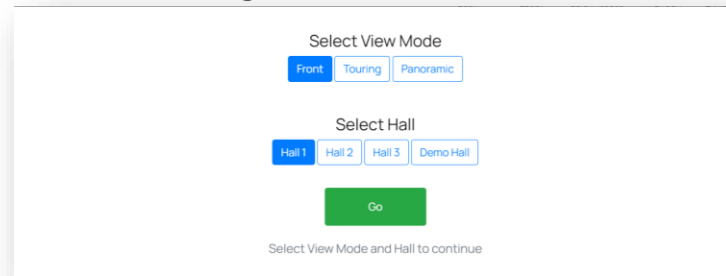 Select View Mode
Front Touring Panoramic
Select Hall
Hall 1 Hall 2 Hall 3 Demo Hall
Go
Select View Mode and Hall to continue